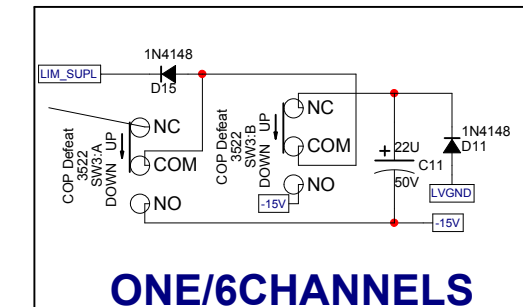 1N4148
LIM_SUPL
D15
NC
COM
NO
COP Defeat
3522
SW3:A
DOWN UP
NC
COM
NO
COP Defeat
3522
SW3:B
DOWN UP
-15V
+
22U
C11
50V
1N4148
D11
LVGND
-15V
ONE/6CHANNELS